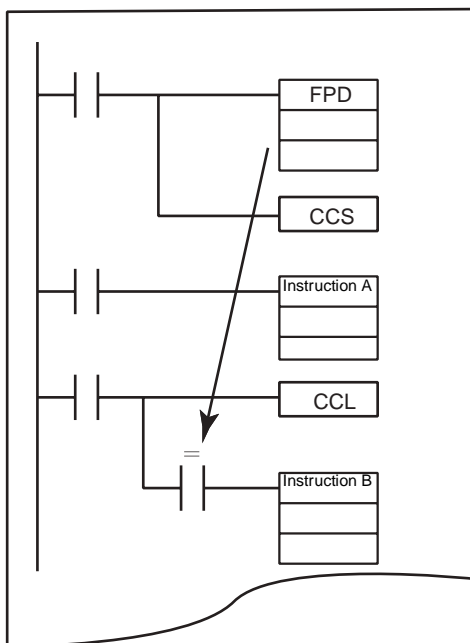 FPD
CCS
Instruction A
CCL
=
Instruction B